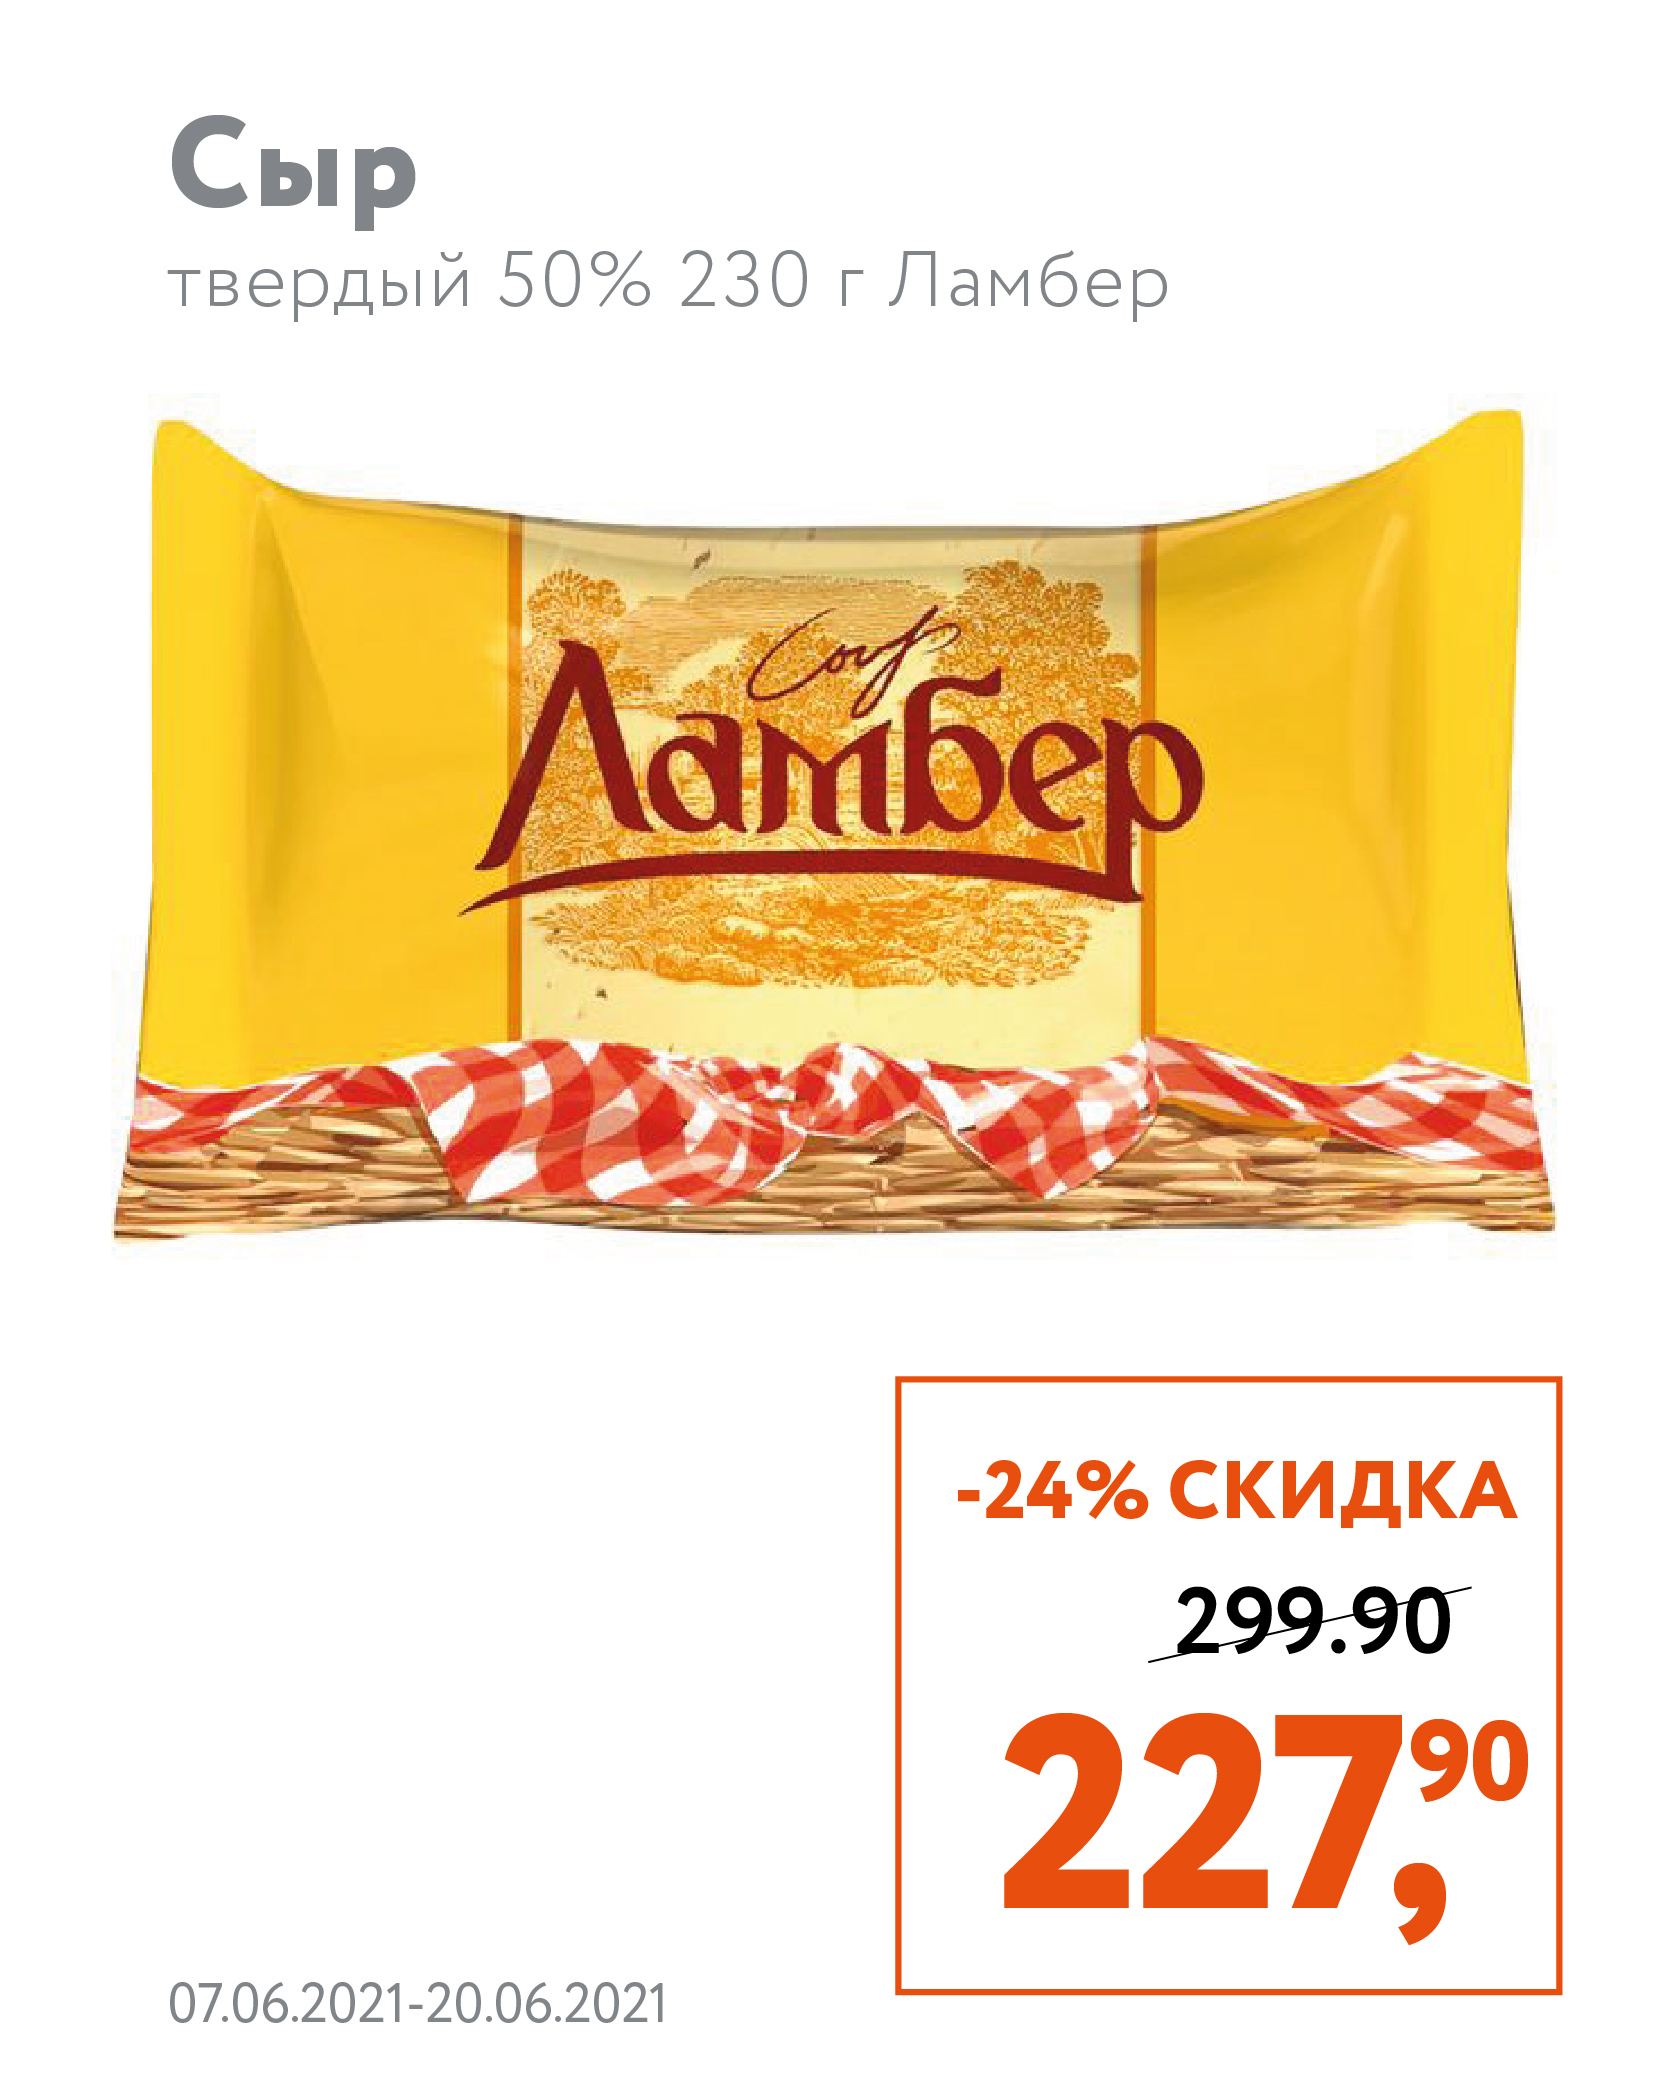 Сыр
твердый 50% 230 г Ламбер
Сыр
Ламбер
-24% СКИДКА
299.90
227,90
07.06.2021-20.06.2021